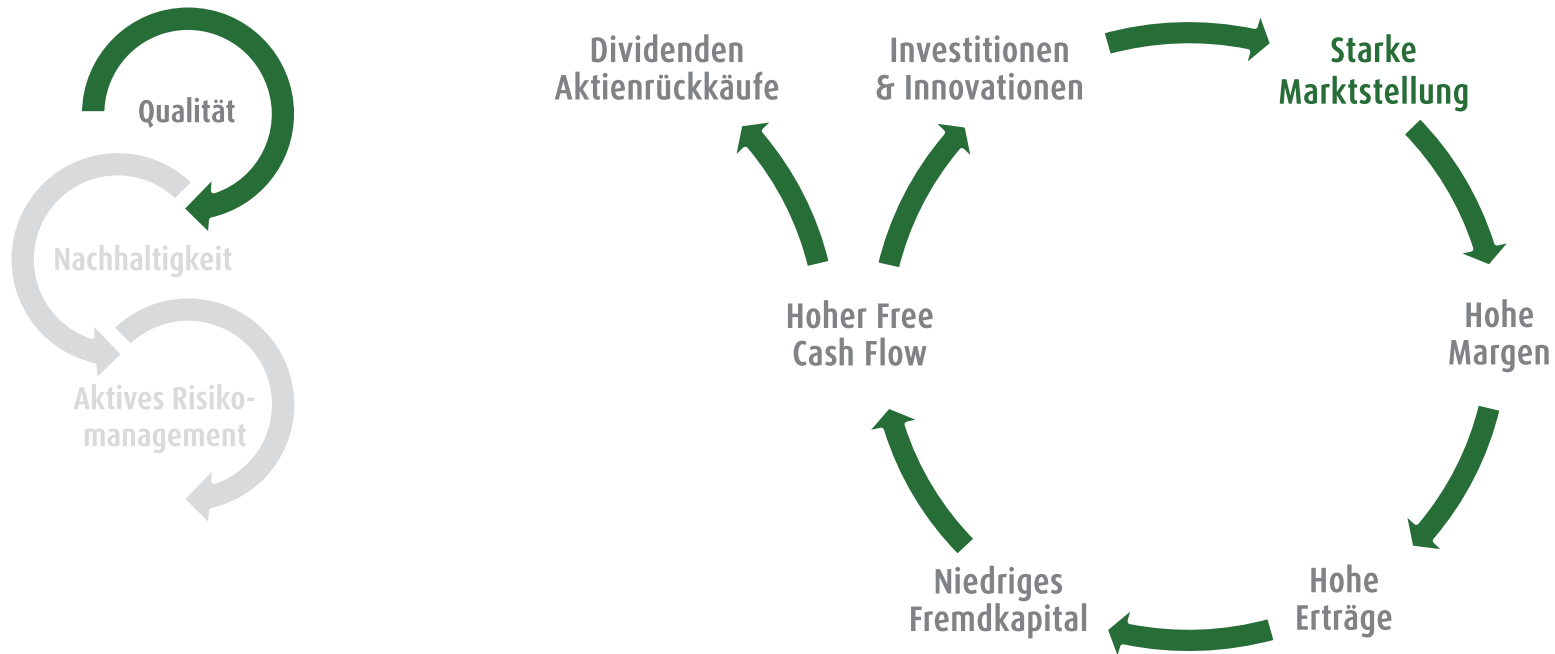 Qualität
Nachhaltigkeit
Aktives Risiko-
management
Dividenden
Aktienrückkäufe
Investitionen
& Innovationen
Starke
Marktstellung
Hohe
Margen
Hohe
Erträge
Niedriges
Fremdkapital
Hoher Free
Cash Flow